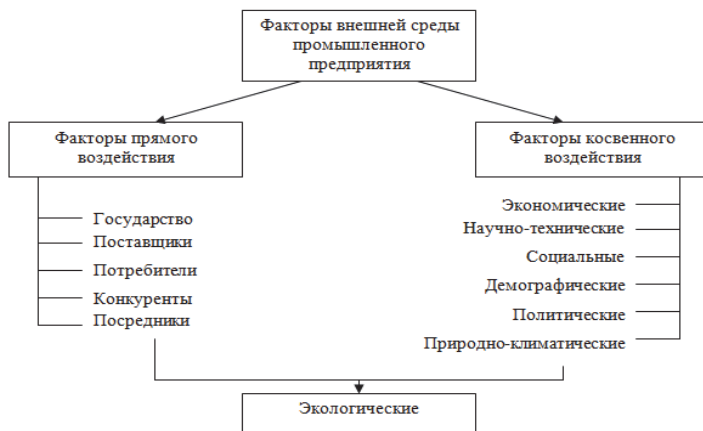 Факторы внешней среды
промышленного
предприятия
Факторы прямого
воздействия
Факторы косвенного
воздействия
Государство
Поставщики
Потребители
Конкуренты
Посредники
Экономические
Научно-технические
Социальные
Демографические
Политические
Природно-климатические
Экологические